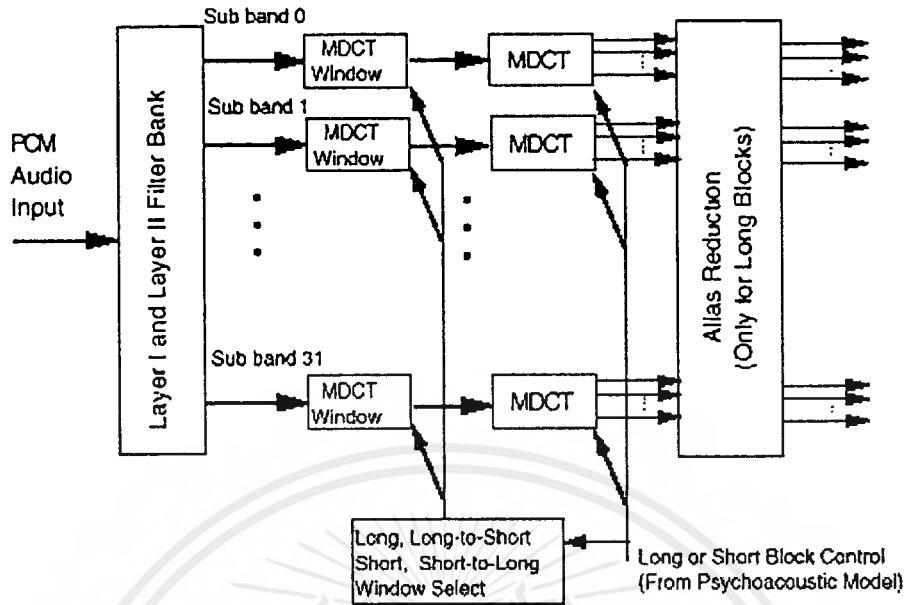 PCM
Audio
Input
Layer I and Layer II Filter Bank
Sub band 0
MDCT
Window
MDCT
Sub band 1
MDCT
Window
MDCT
Sub band 31
MDCT
Window
MDCT
Alias Reduction
(Only for Long Blocks)
Long, Long-to-Short
Short, Short-to-Long
Window Select
Long or Short Block Control
(From Psychoacoustic Model)